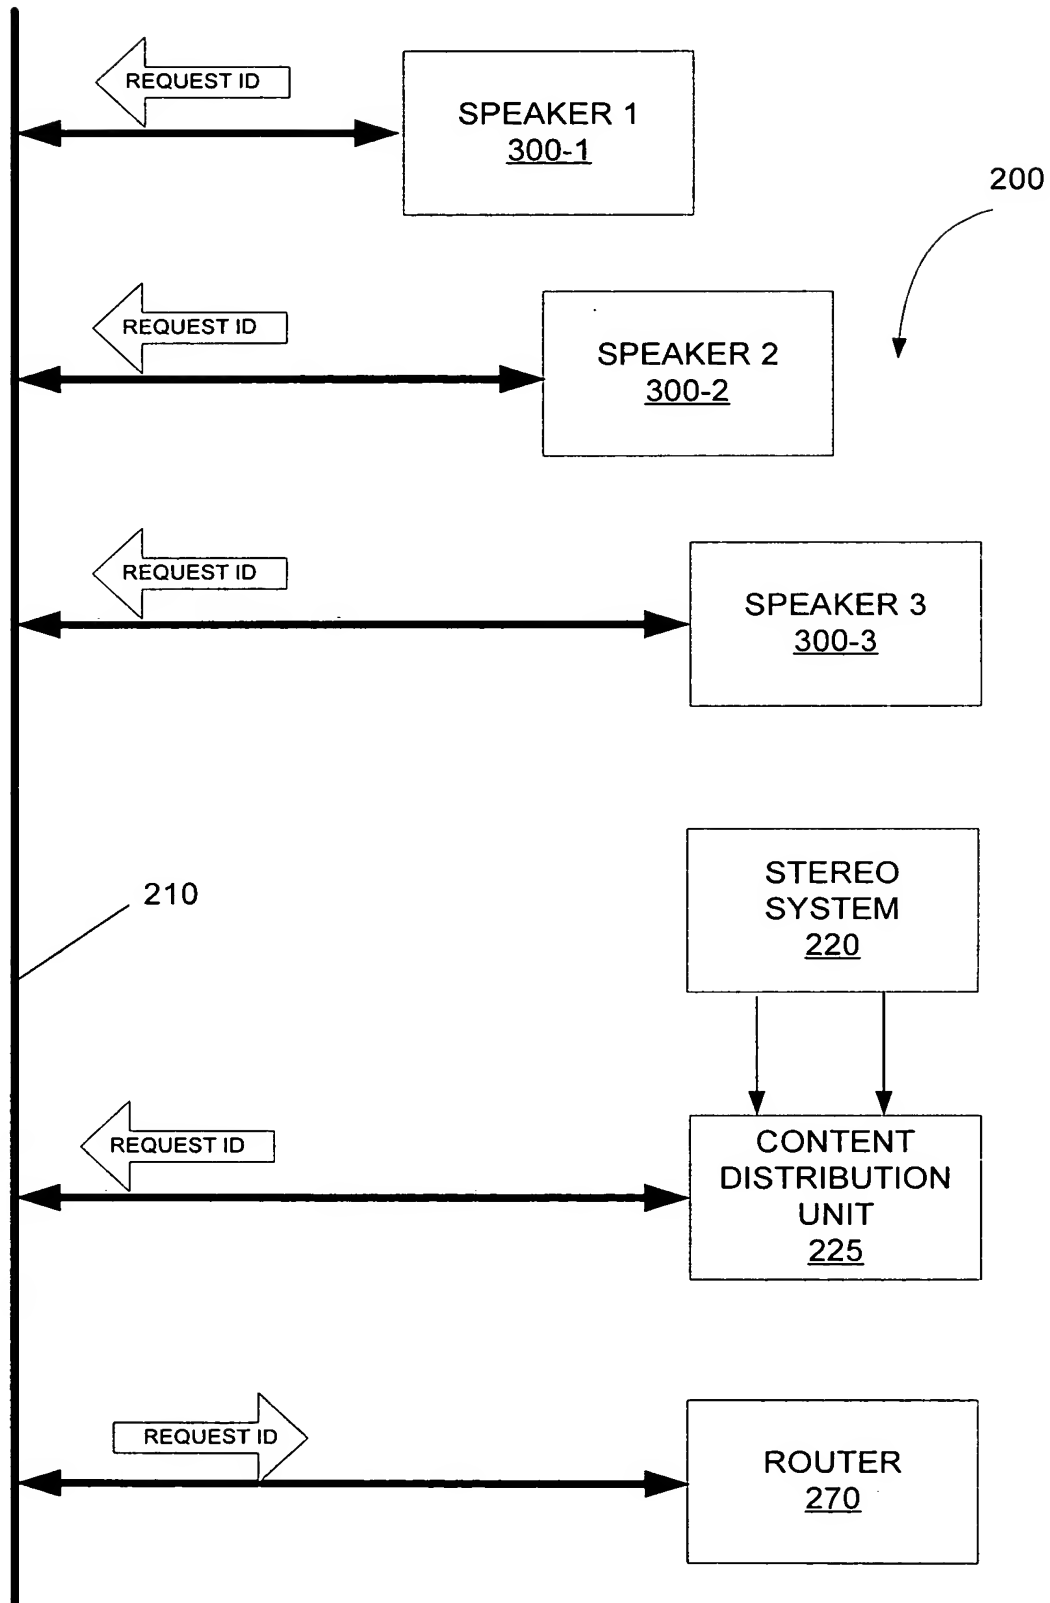 REQUEST ID
SPEAKER 1
300-1
200
REQUEST ID
SPEAKER 2
300-2
REQUEST ID
SPEAKER 3
300-3
210
STEREO
SYSTEM
220
REQUEST ID
CONTENT
DISTRIBUTION
UNIT
225
REQUEST ID
ROUTER
270